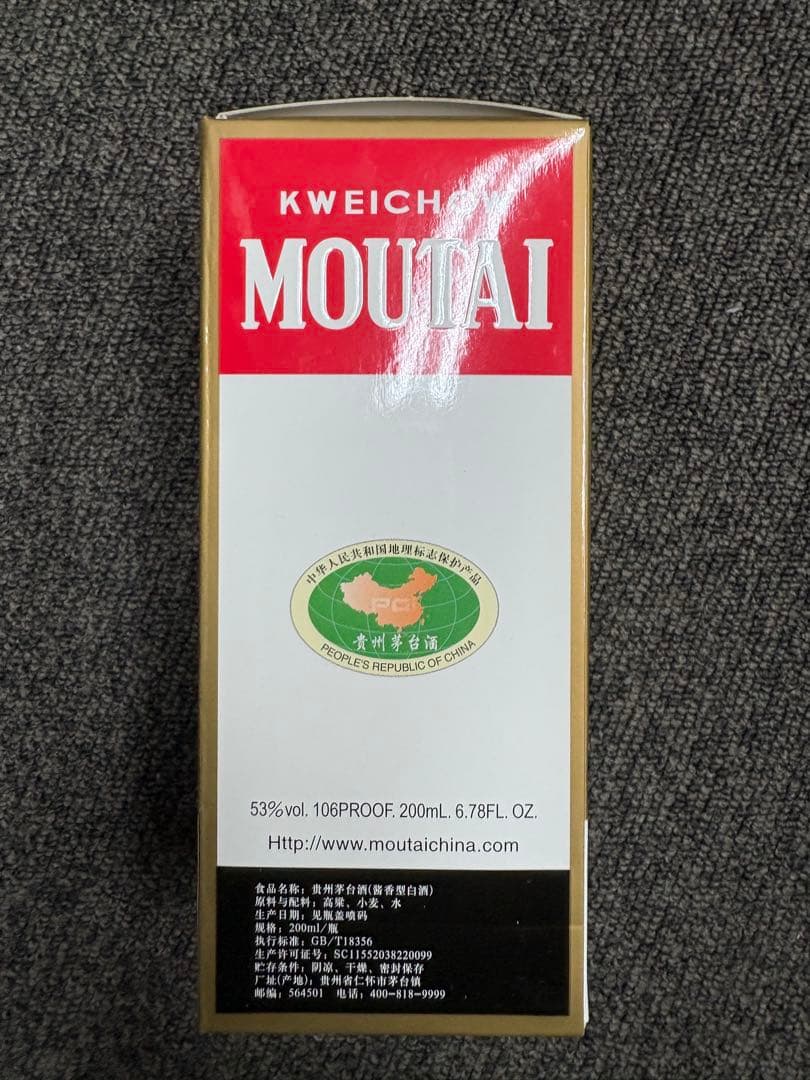 KWEICHOW
MOUTAI
中华人民共和国地理标志保护产品
PGI
贵州茅台酒
PEOPLE'S REPUBLIC OF CHINA
53%vol. 106PROOF. 200mL. 6.78FL. OZ.
Http://www.moutaichina.com
食品名称：贵州茅台酒(酱香型白酒)
原料与配料：高粱、小麦、水
生产日期：见瓶盖喷码
规格：200ml/瓶
执行标准：GB/T18356
生产许可证号：SC11552038220099
贮存条件：阴凉、干燥、密封保存
厂址(产地)：贵州省仁怀市茅台镇
邮编：564501 电话：400-818-9999